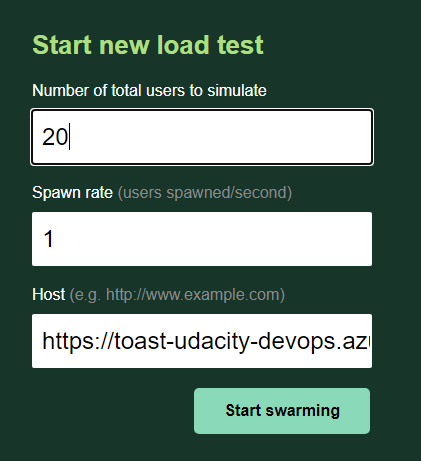 Start new load test
Number of total users to simulate
20
Spawn rate (users spawned/second)
1
Host (e.g. http://www.example.com)
https://toast-udacity-devops.az
Start swarming